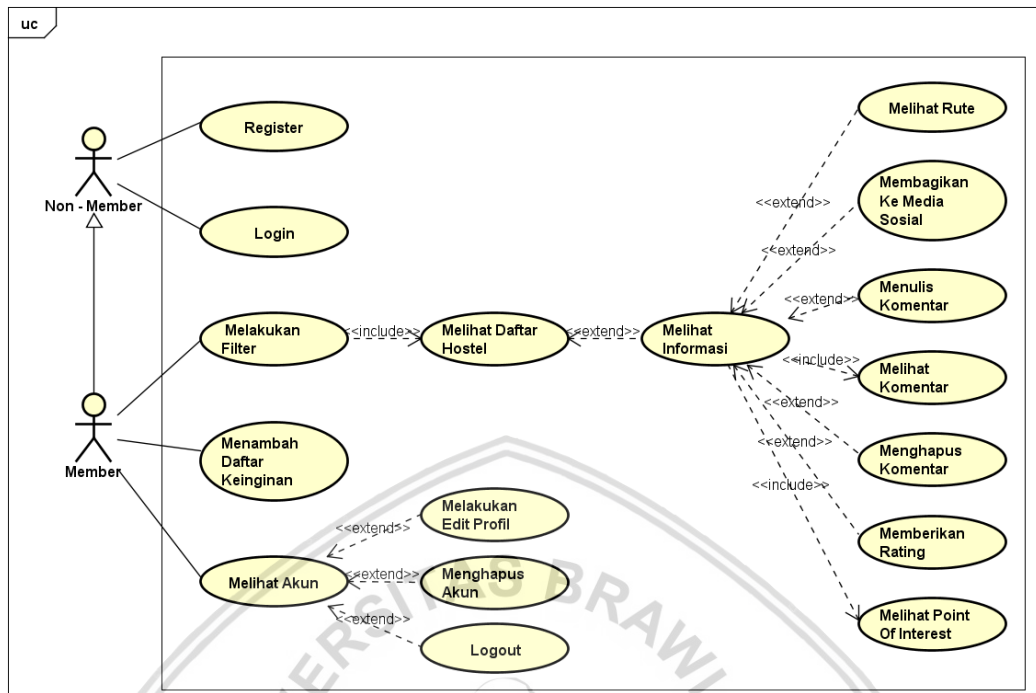 uc
Register
Non - Member
Login
Melakukan
Filter
<<include>>
Melihat Daftar
Hostel
<<extend>>
Melihat
Informasi
Member
Menambah
Daftar
Keinginan
Melihat Akun
<<extend>>
Melakukan
Edit Profil
<<extend>>
Menghapus
Akun
<<extend>>
Logout
<<extend>>
Melihat Rute
<<extend>>
Membagikan
Ke Media
Sosial
<<extend>>
Menulis
Komentar
<<include>>
Melihat
Komentar
<<extend>>
Menghapus
Komentar
<<extend>>
Memberikan
Rating
<<include>>
Melihat Point
Of Interest
ERSITAS BRAWI